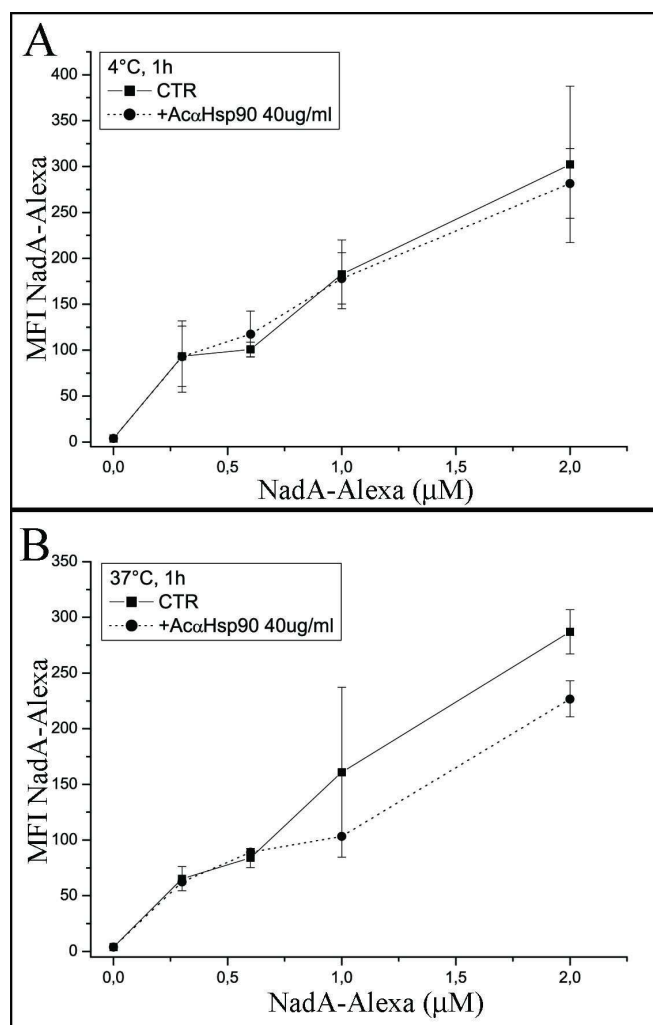 A
4°C, 1h
CTR
+AcαHsp90 40ug/ml
400
350
300
250
200
150
100
50
0
MFI NadA-Alexa
0,0 0,5 1,0 1,5 2,0
NadA-Alexa (μM)
B
37°C, 1h
CTR
+AcαHsp90 40ug/ml
350
300
250
200
150
100
50
0
MFI NadA-Alexa
0,0 0,5 1,0 1,5 2,0
NadA-Alexa (μM)